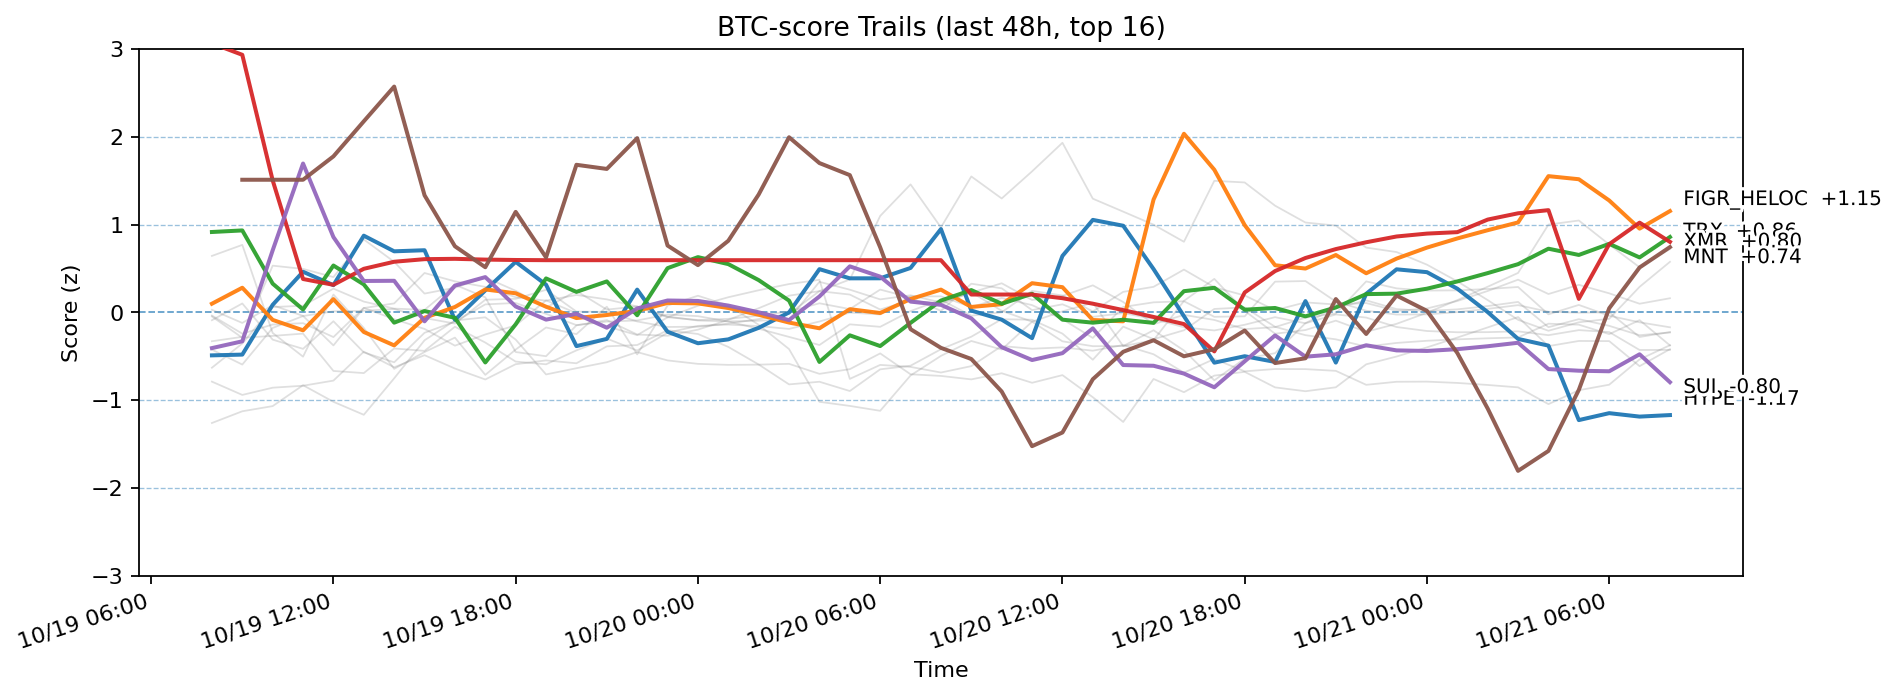 BTC-score Trails (last 48h, top 16)
Score (z)
3
2
1
0
−1
−2
−3
FIGR_HELOC +1.15
TRX +0.86
XMR +0.80
MNT +0.74
SUI -0.80
HYPE -1.17
10/19 06:00
10/19 12:00
10/19 18:00
10/20 00:00
10/20 06:00
10/20 12:00
10/20 18:00
10/21 00:00
10/21 06:00
Time